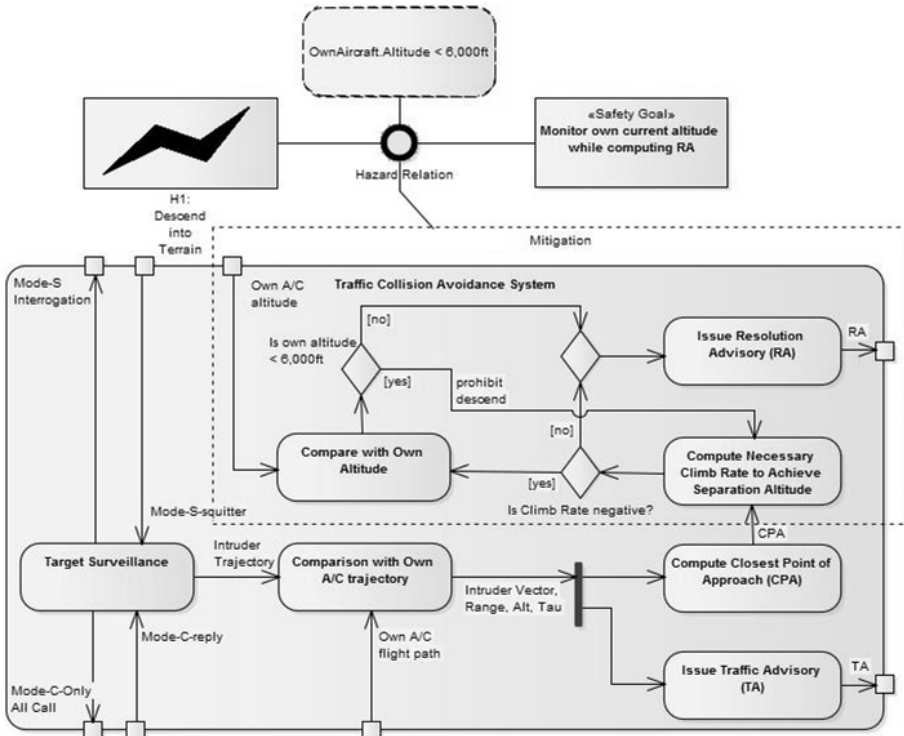 OwnAircraft.Altitude < 6,000ft
«Safety Goal»
Monitor own current altitude
while computing RA
Hazard Relation
H1:
Descend
into
Terrain
Mitigation
Mode-S
Interrogation
Own A/C
altitude
Traffic Collision Avoidance System
[no]
Is own altitude
< 6,000ft
[yes]
prohibit
descend
Issue Resolution
Advisory (RA)
RA
[no]
Compare with Own
Altitude
[yes]
Compute Necessary
Climb Rate to Achieve
Separation Altitude
Is Climb Rate negative?
Mode-S-squitter
CPA
Target Surveillance
Intruder
Trajectory
Comparison with Own
A/C trajectory
Intruder Vector,
Range, Alt, Tau
Compute Closest Point of
Approach (CPA)
Mode-C-reply
Own A/C
flight path
Mode-C-Only
All Call
Issue Traffic Advisory
(TA)
TA